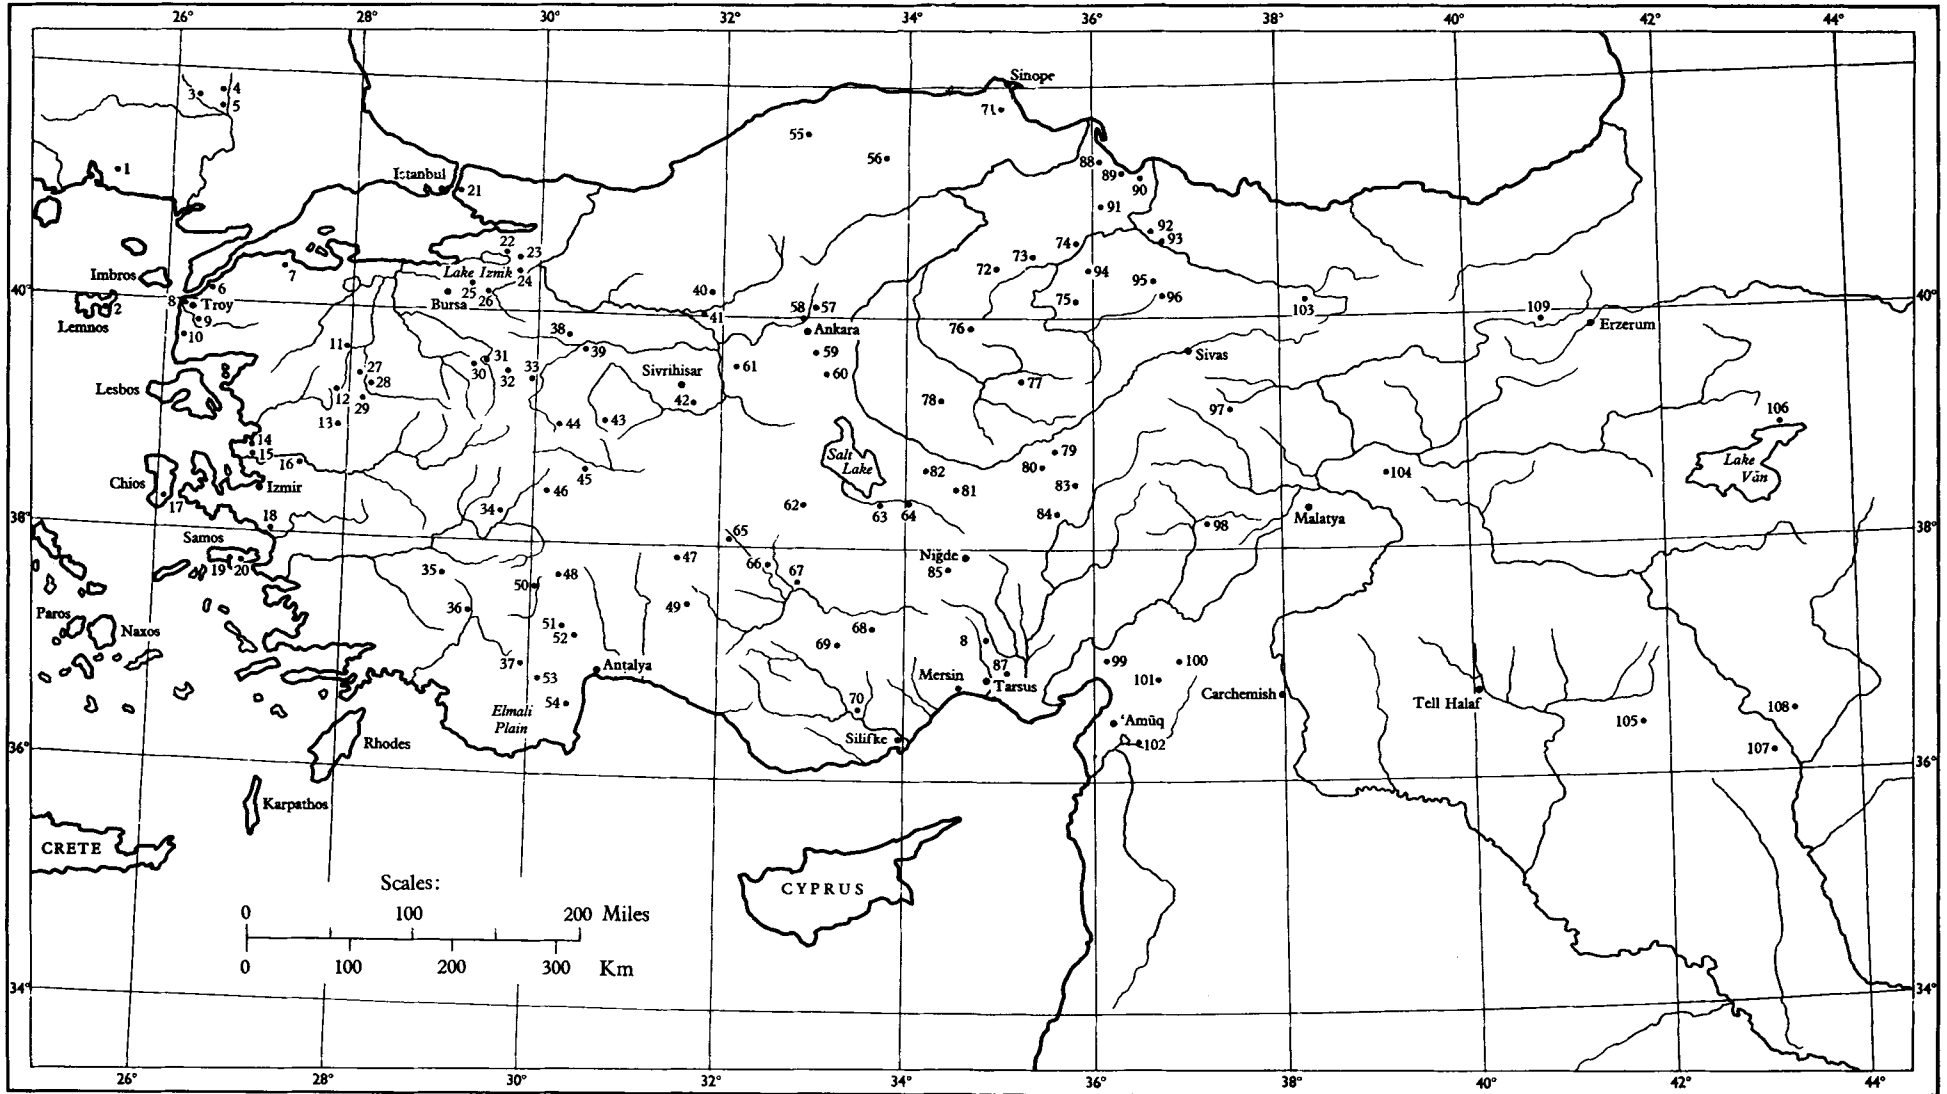 26° 28° 30° 32° 34° 36° 38° 40° 42° 44°
Sinope
3 4
5
71
55
56
1
88
89
90
Istanbul
21
91
92
93
74
22
23
73
72
94
Lake Iznik
24
7
Imbros
6
25
26
95
96
40°
40°
40
75
103
8
Troy
Bursa
58 57
109
2
9
41
Lemnos
Ankara
Erzerum
10
38
76
11
39
59
Sivas
31
30
27
28
32
33
Sivrihisar
61
60
77
Lesbos
12
29
42
78
97
106
13
44
43
14
15
16
Salt
Lake
79
80
82
Lake
Vān
45
104
Chios
Izmir
46
81
83
17
34
62
63
64
84
98
Malatya
38°
38°
18
Samos
65
19 20
47
66
Niğde
85
35
48
67
50
36
49
Paros
Naxos
51
52
68
8
69
37
Antalya
87
99
100
53
Mersin
Tarsus
101
Carchemish
Tell Halaf
54
70
Elmali
Plain
'Amūq
105
108
Rhodes
Silifke
102
107
36°
36°
Karpathos
CRETE
CYPRUS
Scales:
0 100 200 Miles
0 100 200 300 Km
34°
34°
26° 28° 30° 32° 34° 36° 38° 40° 42° 44°